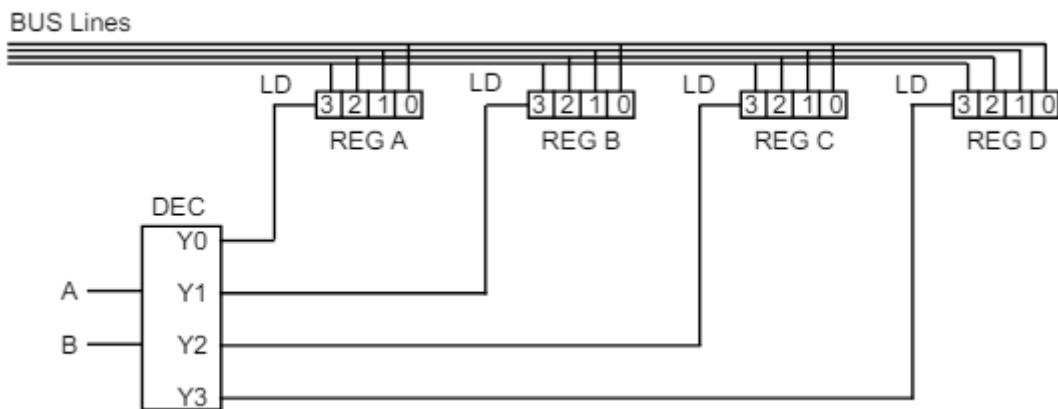 BUS Lines
LD 3 2 1 0 LD 3 2 1 0 LD 3 2 1 0 LD 3 2 1 0
REG A REG B REG C REG D
DEC
Y0
A Y1
B Y2
Y3